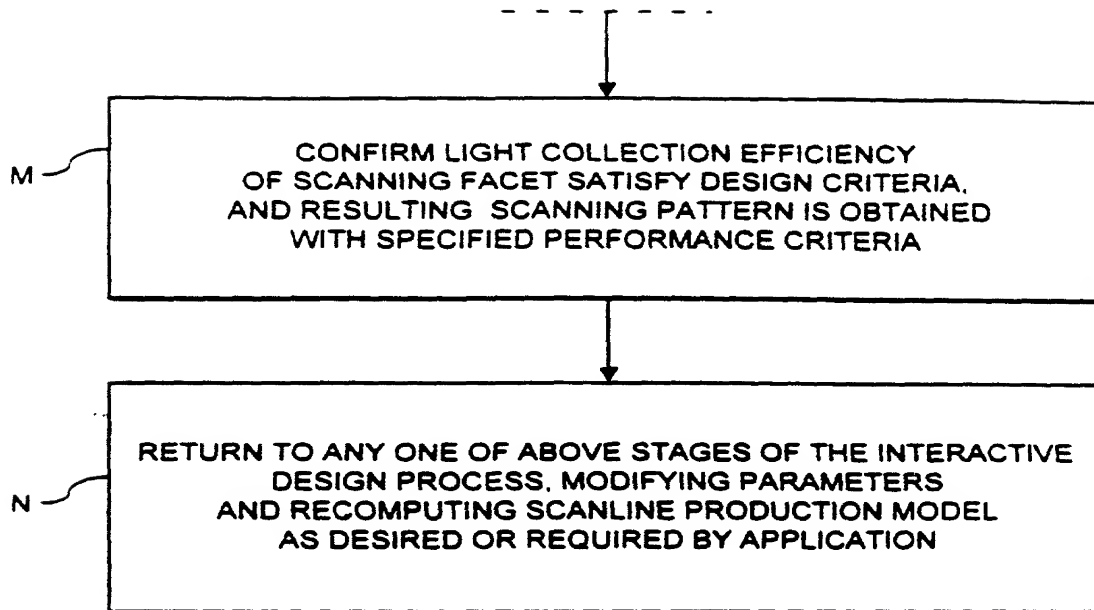 M
CONFIRM LIGHT COLLECTION EFFICIENCY
OF SCANNING FACET SATISFY DESIGN CRITERIA,
AND RESULTING SCANNING PATTERN IS OBTAINED
WITH SPECIFIED PERFORMANCE CRITERIA
N
RETURN TO ANY ONE OF ABOVE STAGES OF THE INTERACTIVE
DESIGN PROCESS, MODIFYING PARAMETERS
AND RECOMPUTING SCANLINE PRODUCTION MODEL
AS DESIRED OR REQUIRED BY APPLICATION